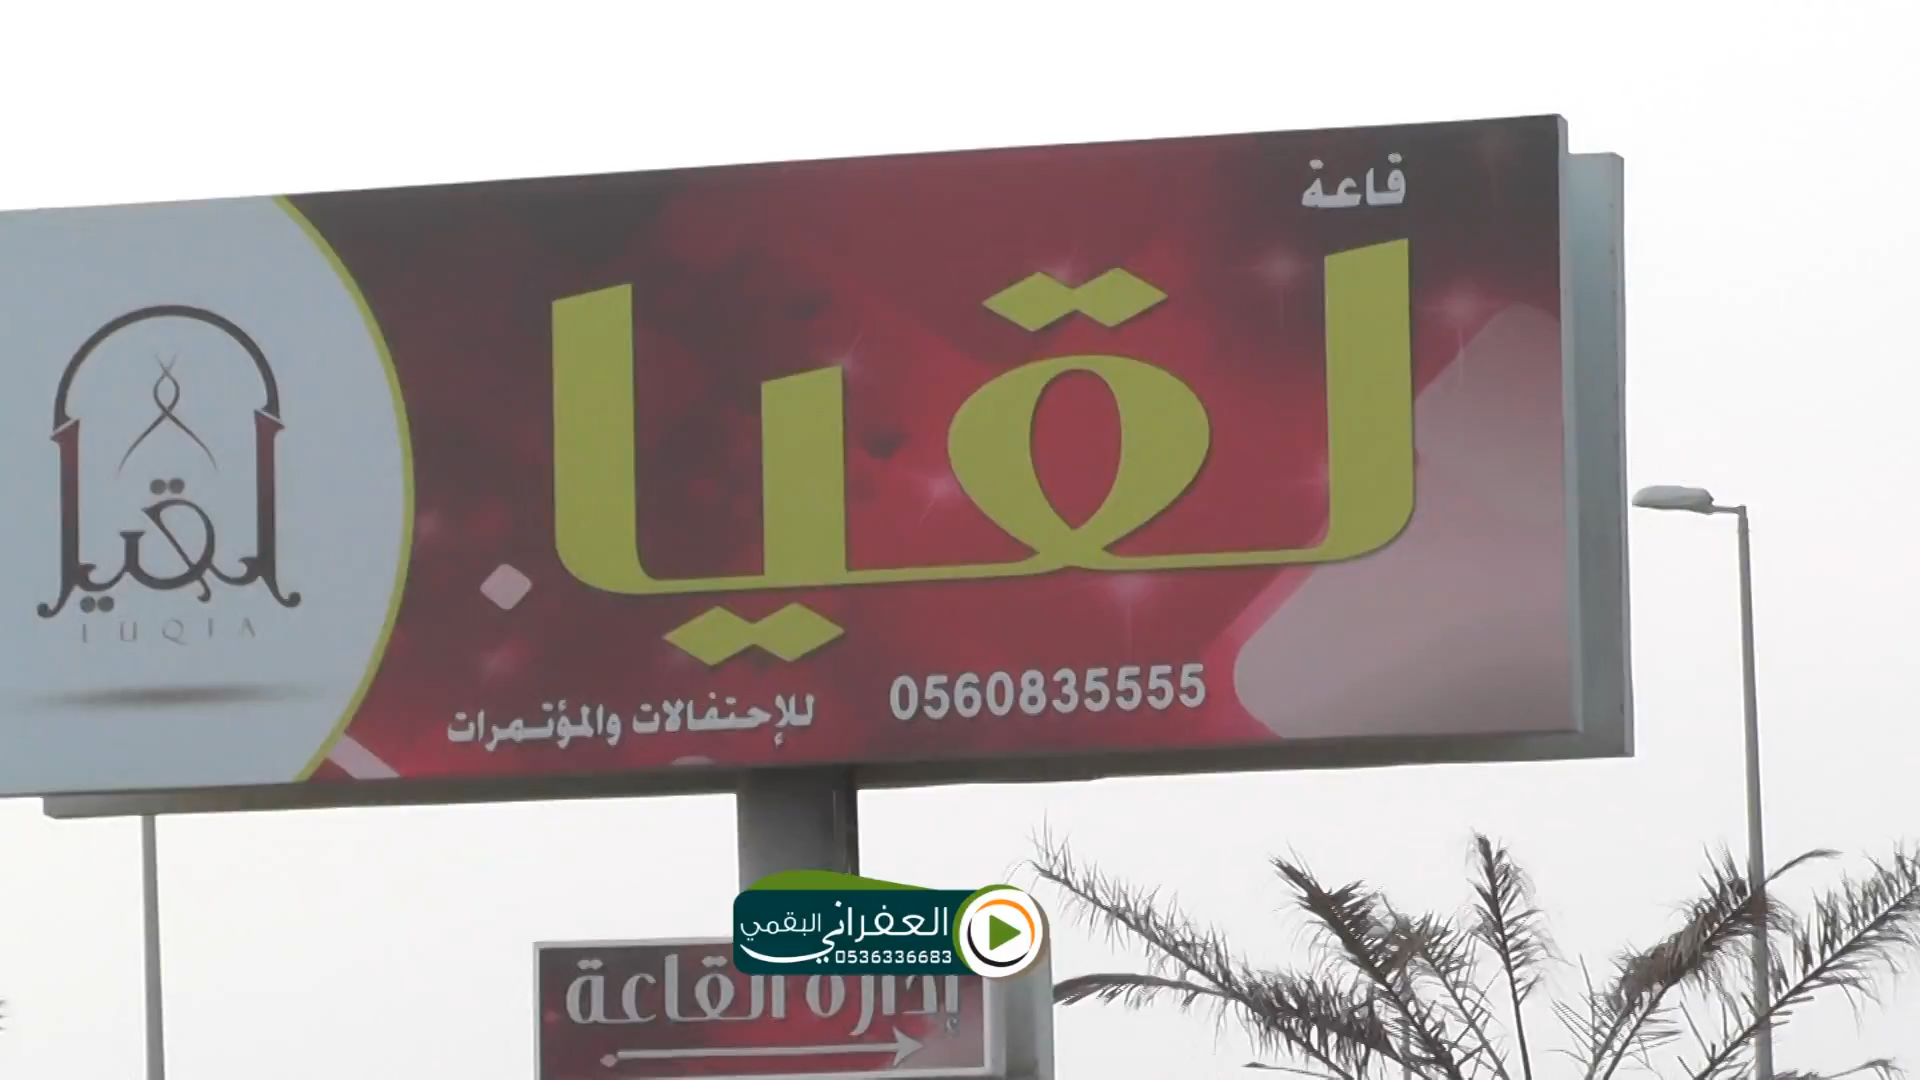 قاعة
لقيا
0560835555
للإحتفالات والمؤتمرات
لقيا
LUQIA
العفراني البقمي
0536336683
إدارة القاعة